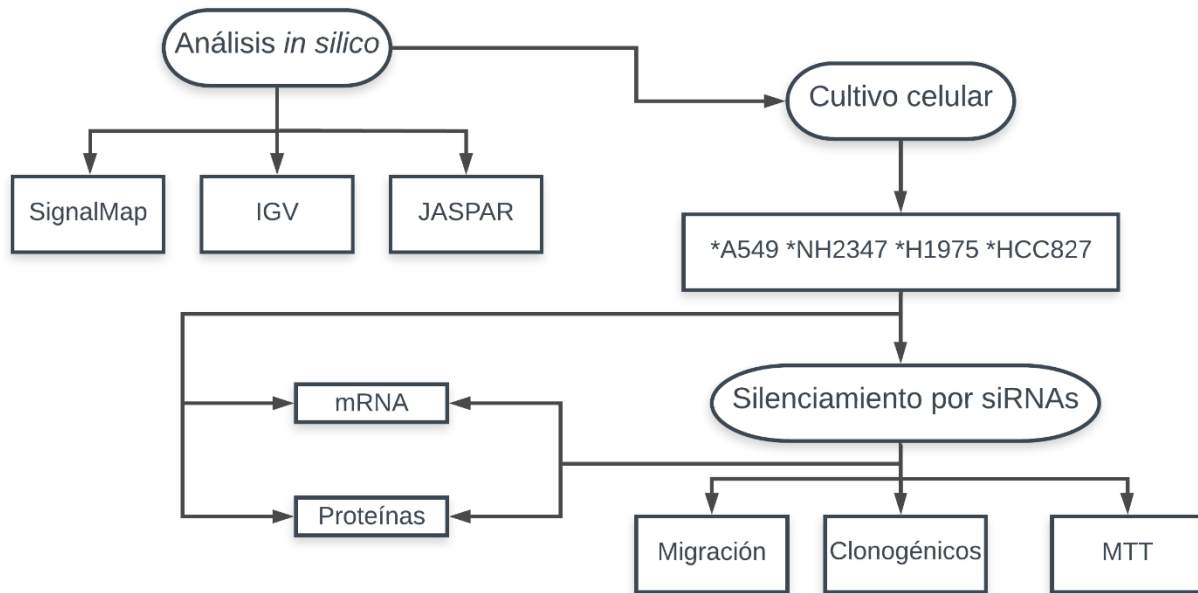 Análisis in silico
Cultivo celular
SignalMap
IGV
JASPAR
*A549 *NH2347 *H1975 *HCC827
mRNA
Silenciamiento por siRNAs
Proteínas
Migración
Clonogénicos
MTT